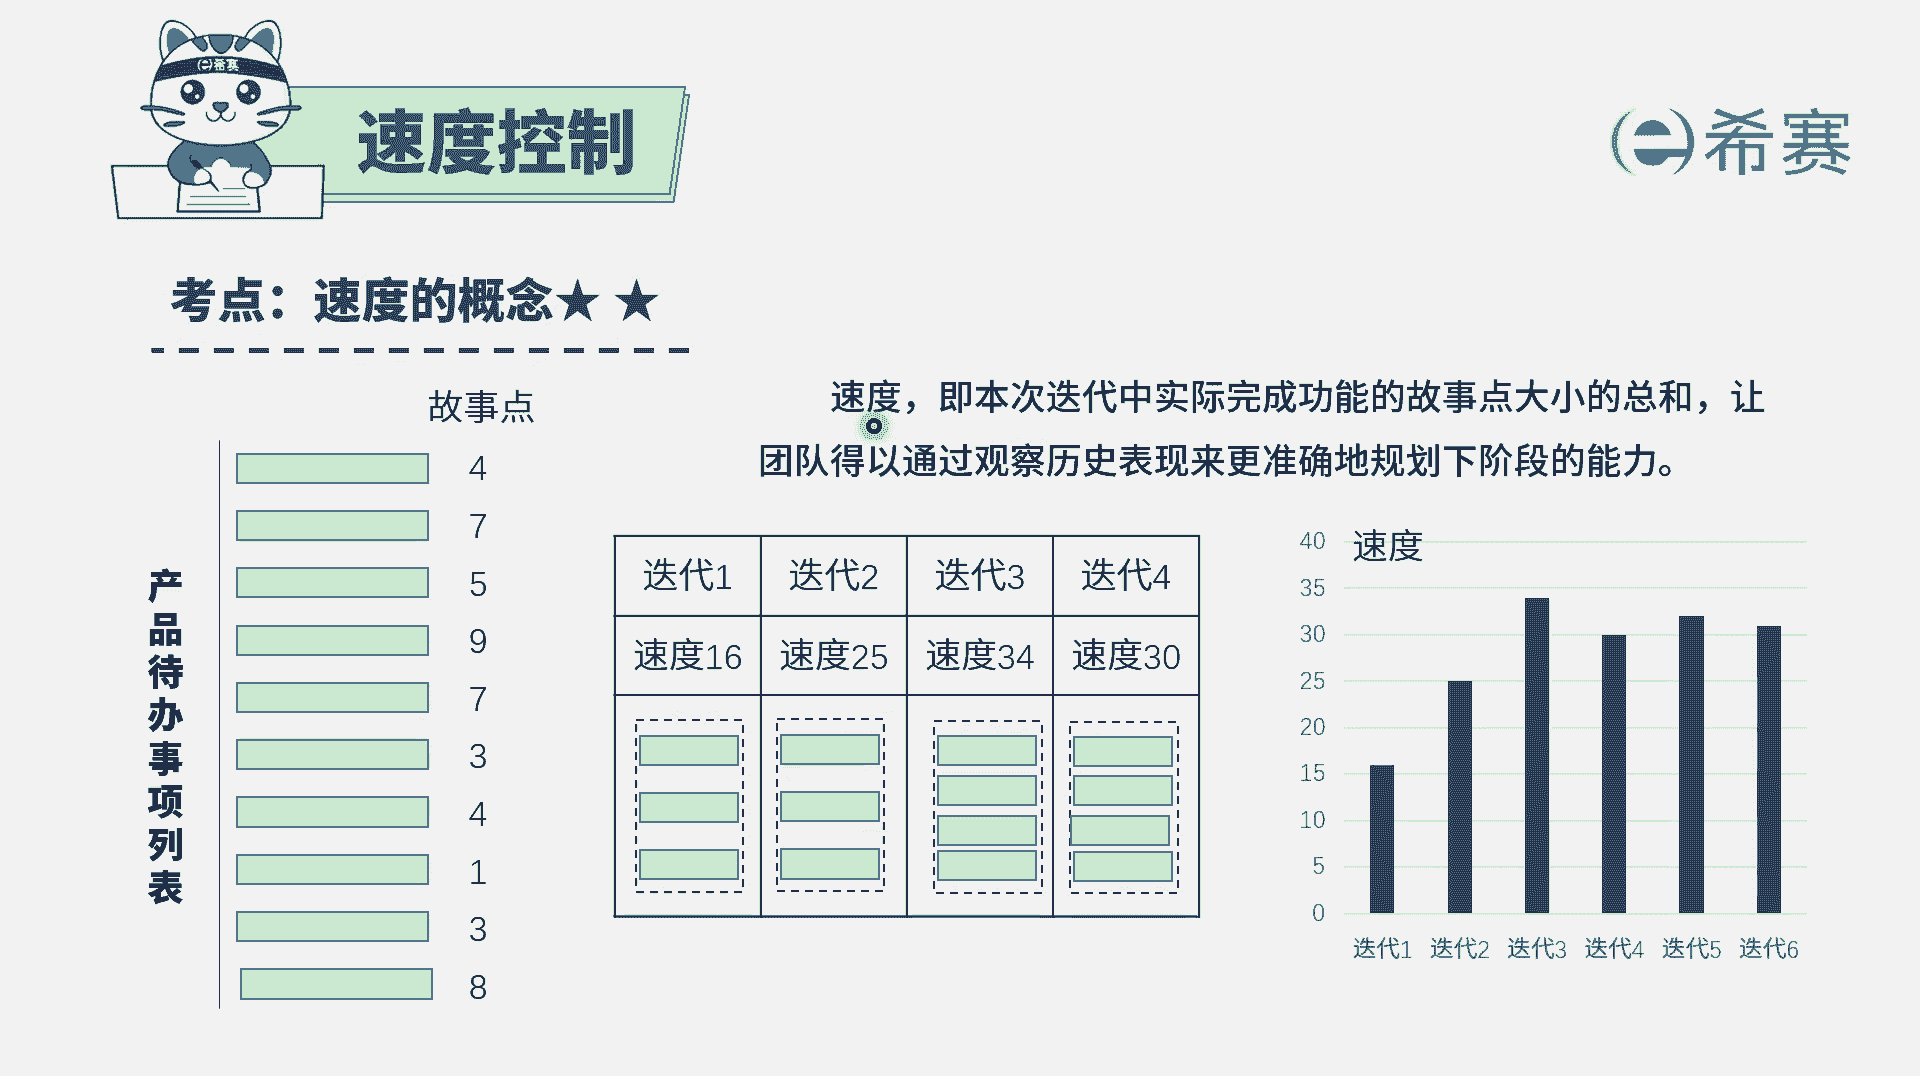 希赛
速度控制
希赛
考点：速度的概念★ ★
故事点
4
7
5
9
7
3
4
1
3
8
产品待办事项列表
速度，即本次迭代中实际完成功能的故事点大小的总和，让
团队得以通过观察历史表现来更准确地规划下阶段的能力。
迭代1 迭代2 迭代3 迭代4
速度16 速度25 速度34 速度30
速度
40
35
30
25
20
15
10
5
0
迭代1 迭代2 迭代3 迭代4 迭代5 迭代6